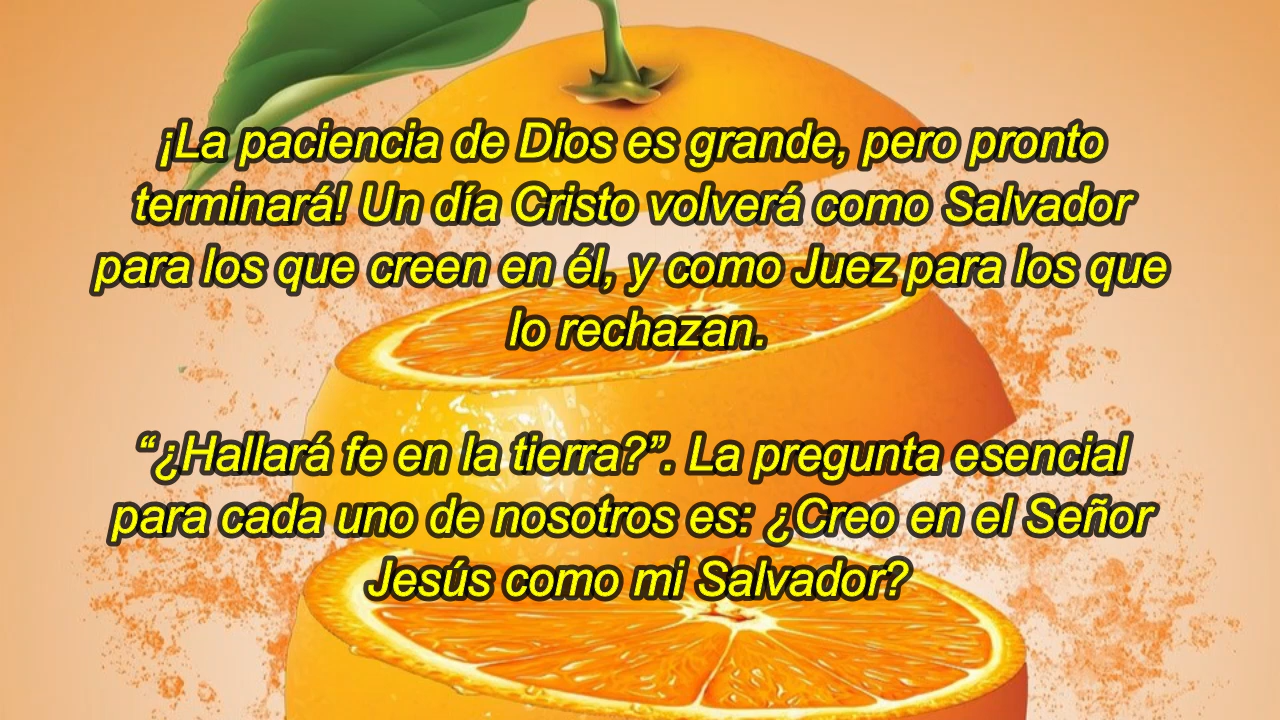 ¡La paciencia de Dios es grande, pero pronto
terminará! Un día Cristo volverá como Salvador
para los que creen en él, y como Juez para los que
lo rechazan.
“¿Hallará fe en la tierra?”. La pregunta esencial
para cada uno de nosotros es: ¿Creo en el Señor
Jesús como mi Salvador?